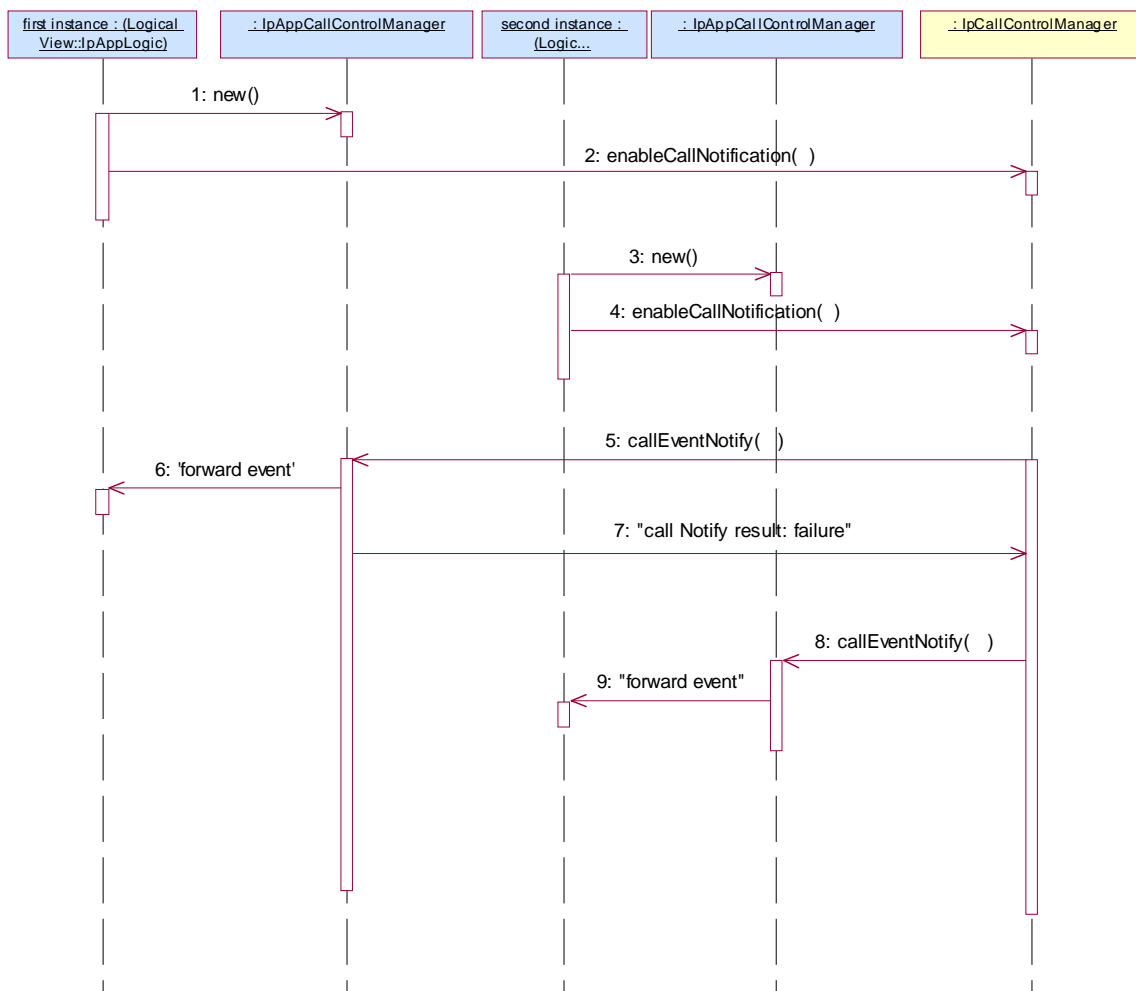 first instance : (Logical
View::IpAppLogic)
: IpAppCallControlManager
second instance :
(Logic...
: IpAppCallControlManager
: IpCallControlManager
1: new()
2: enableCallNotification(  )
3: new()
4: enableCallNotification(  )
5: callEventNotify(   )
6: 'forward event'
7: "call Notify result: failure"
8: callEventNotify(   )
9: "forward event"